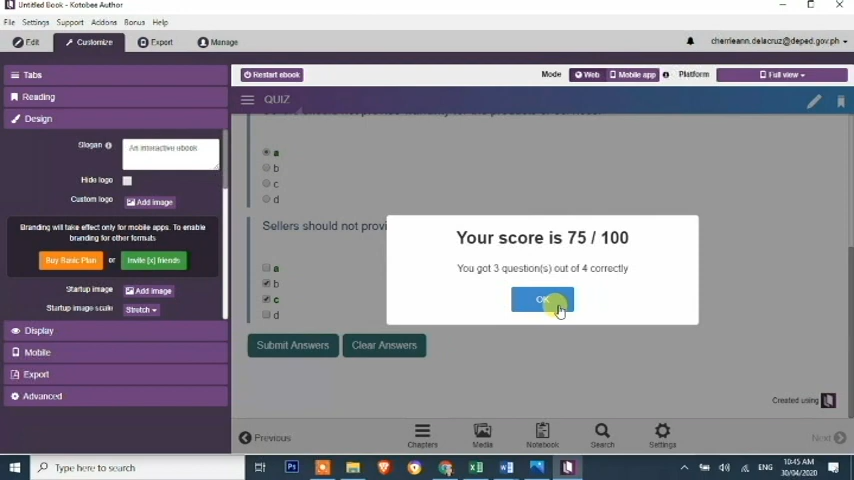 Untitled Book - Kotobee Author
File Settings Support Addons Bonus Help
Edit Customize Export Manage cherrieann.delacruz@deped.gov.ph
Tabs
Restart ebook Mode Web Mobile app Platform Full view
Reading
QUIZ
Design
Slogan An interactive ebook
a
b
Hide logo
c
Custom logo Add image
d
Branding will take effect only for mobile apps. To enable
branding for other formats
Sellers should not provi
Your score is 75 / 100
Buy Basic Plan or Invite [x] friends
You got 3 question(s) out of 4 correctly
a
b
Startup image Add image
c
OK
Startup image scale Stretch
d
Display
Submit Answers Clear Answers
Mobile
Export
Advanced
Created using
Previous Chapters Media Notebook Search Settings Next
Type here to search
Ps
ENG
10:45 AM
30/04/2020